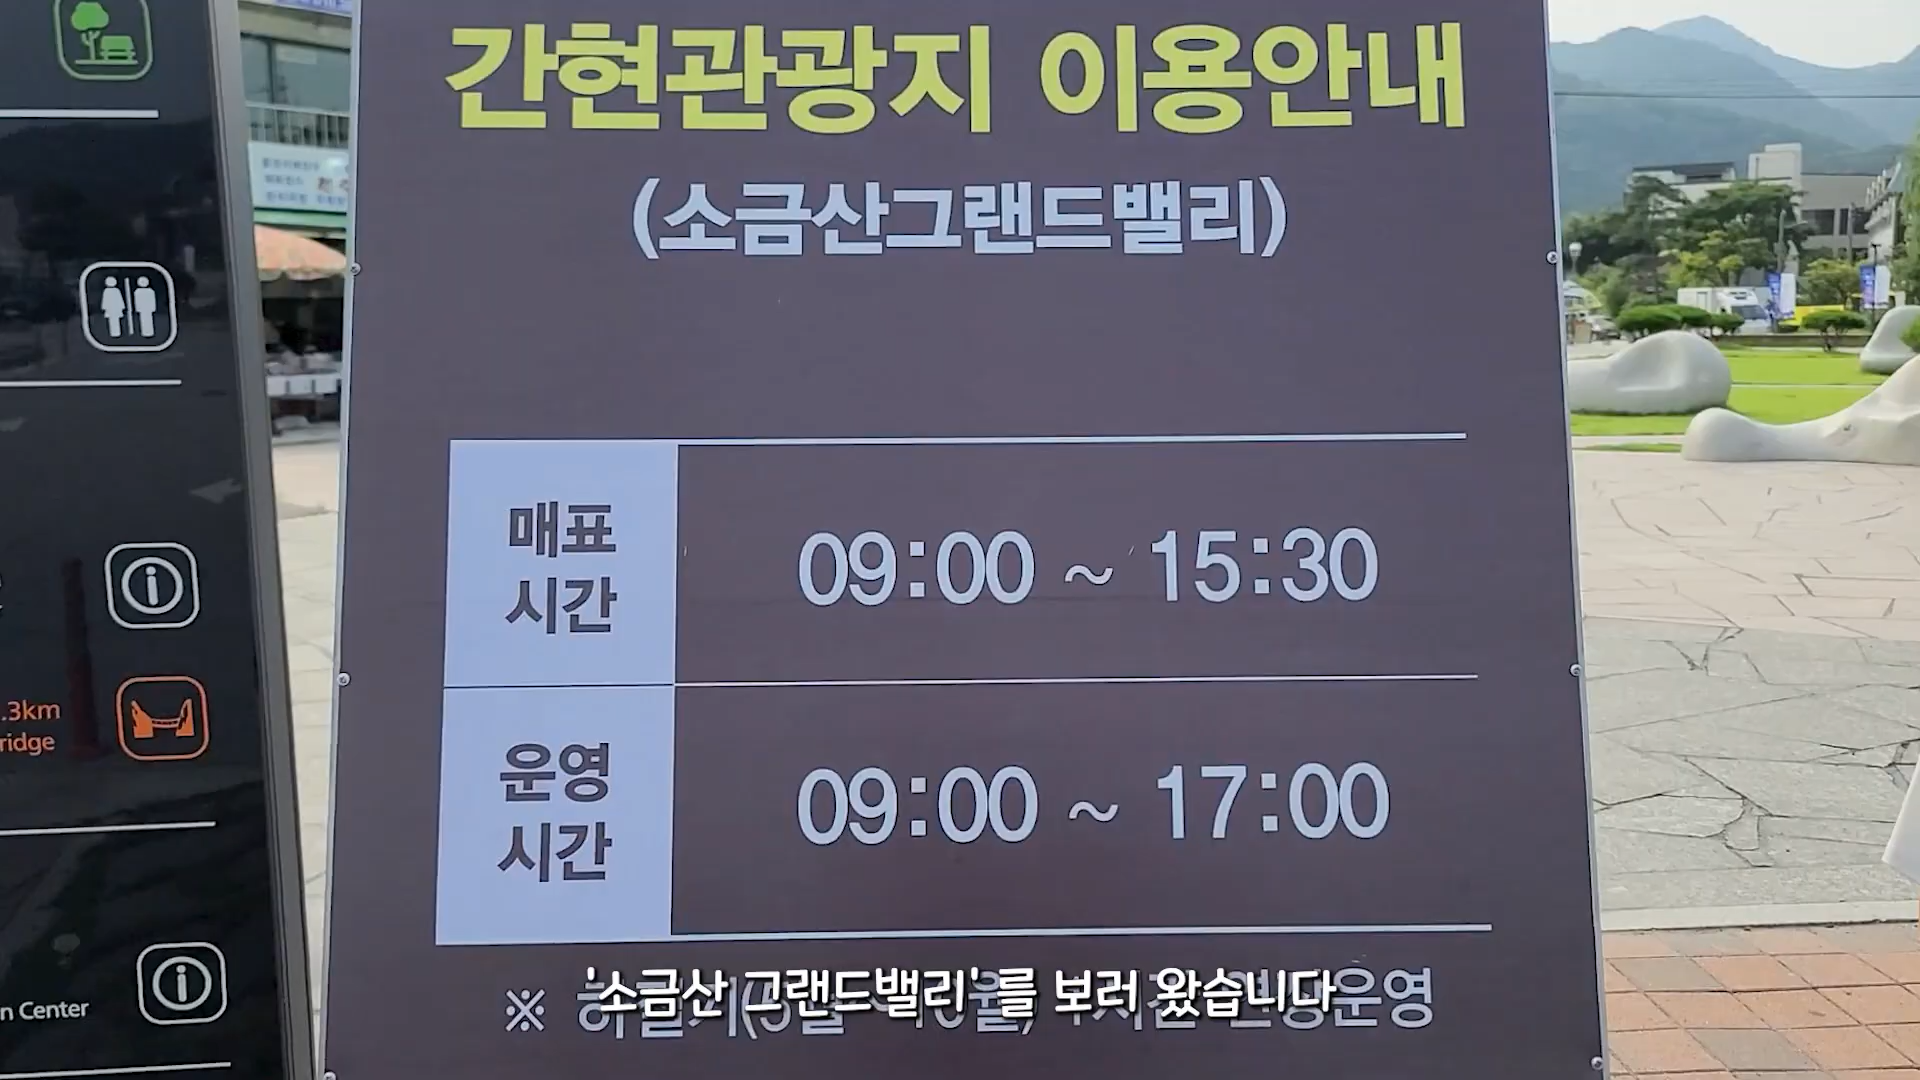 간현관광지 이용안내
(소금산그랜드밸리)
매표
시간
09:00 ~ 15:30
운영
시간
09:00 ~ 17:00
※
운영
'소금산 그랜드밸리'를 보러 왔습니다
.3km
ridge
n Center